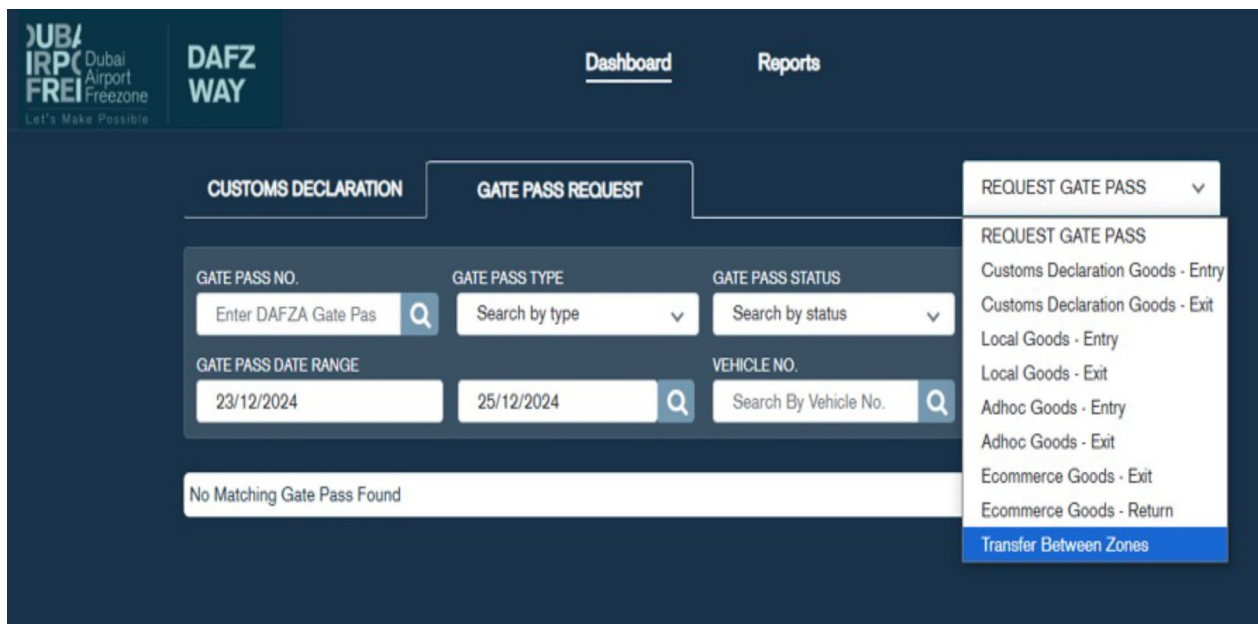 DUBA
IRPO
FREI
Dubai
Airport
Freezone
Let's Make Possible
DAFZ
WAY
Dashboard
Reports
CUSTOMS DECLARATION
GATE PASS REQUEST
REQUEST GATE PASS
REQUEST GATE PASS
Customs Declaration Goods - Entry
Customs Declaration Goods - Exit
Local Goods - Entry
Local Goods - Exit
Adhoc Goods - Entry
Adhoc Goods - Exit
Ecommerce Goods - Exit
Ecommerce Goods - Return
Transfer Between Zones
GATE PASS NO.
GATE PASS TYPE
GATE PASS STATUS
Enter DAFZA Gate Pas
Search by type
Search by status
GATE PASS DATE RANGE
VEHICLE NO.
23/12/2024
25/12/2024
Search By Vehicle No.
No Matching Gate Pass Found